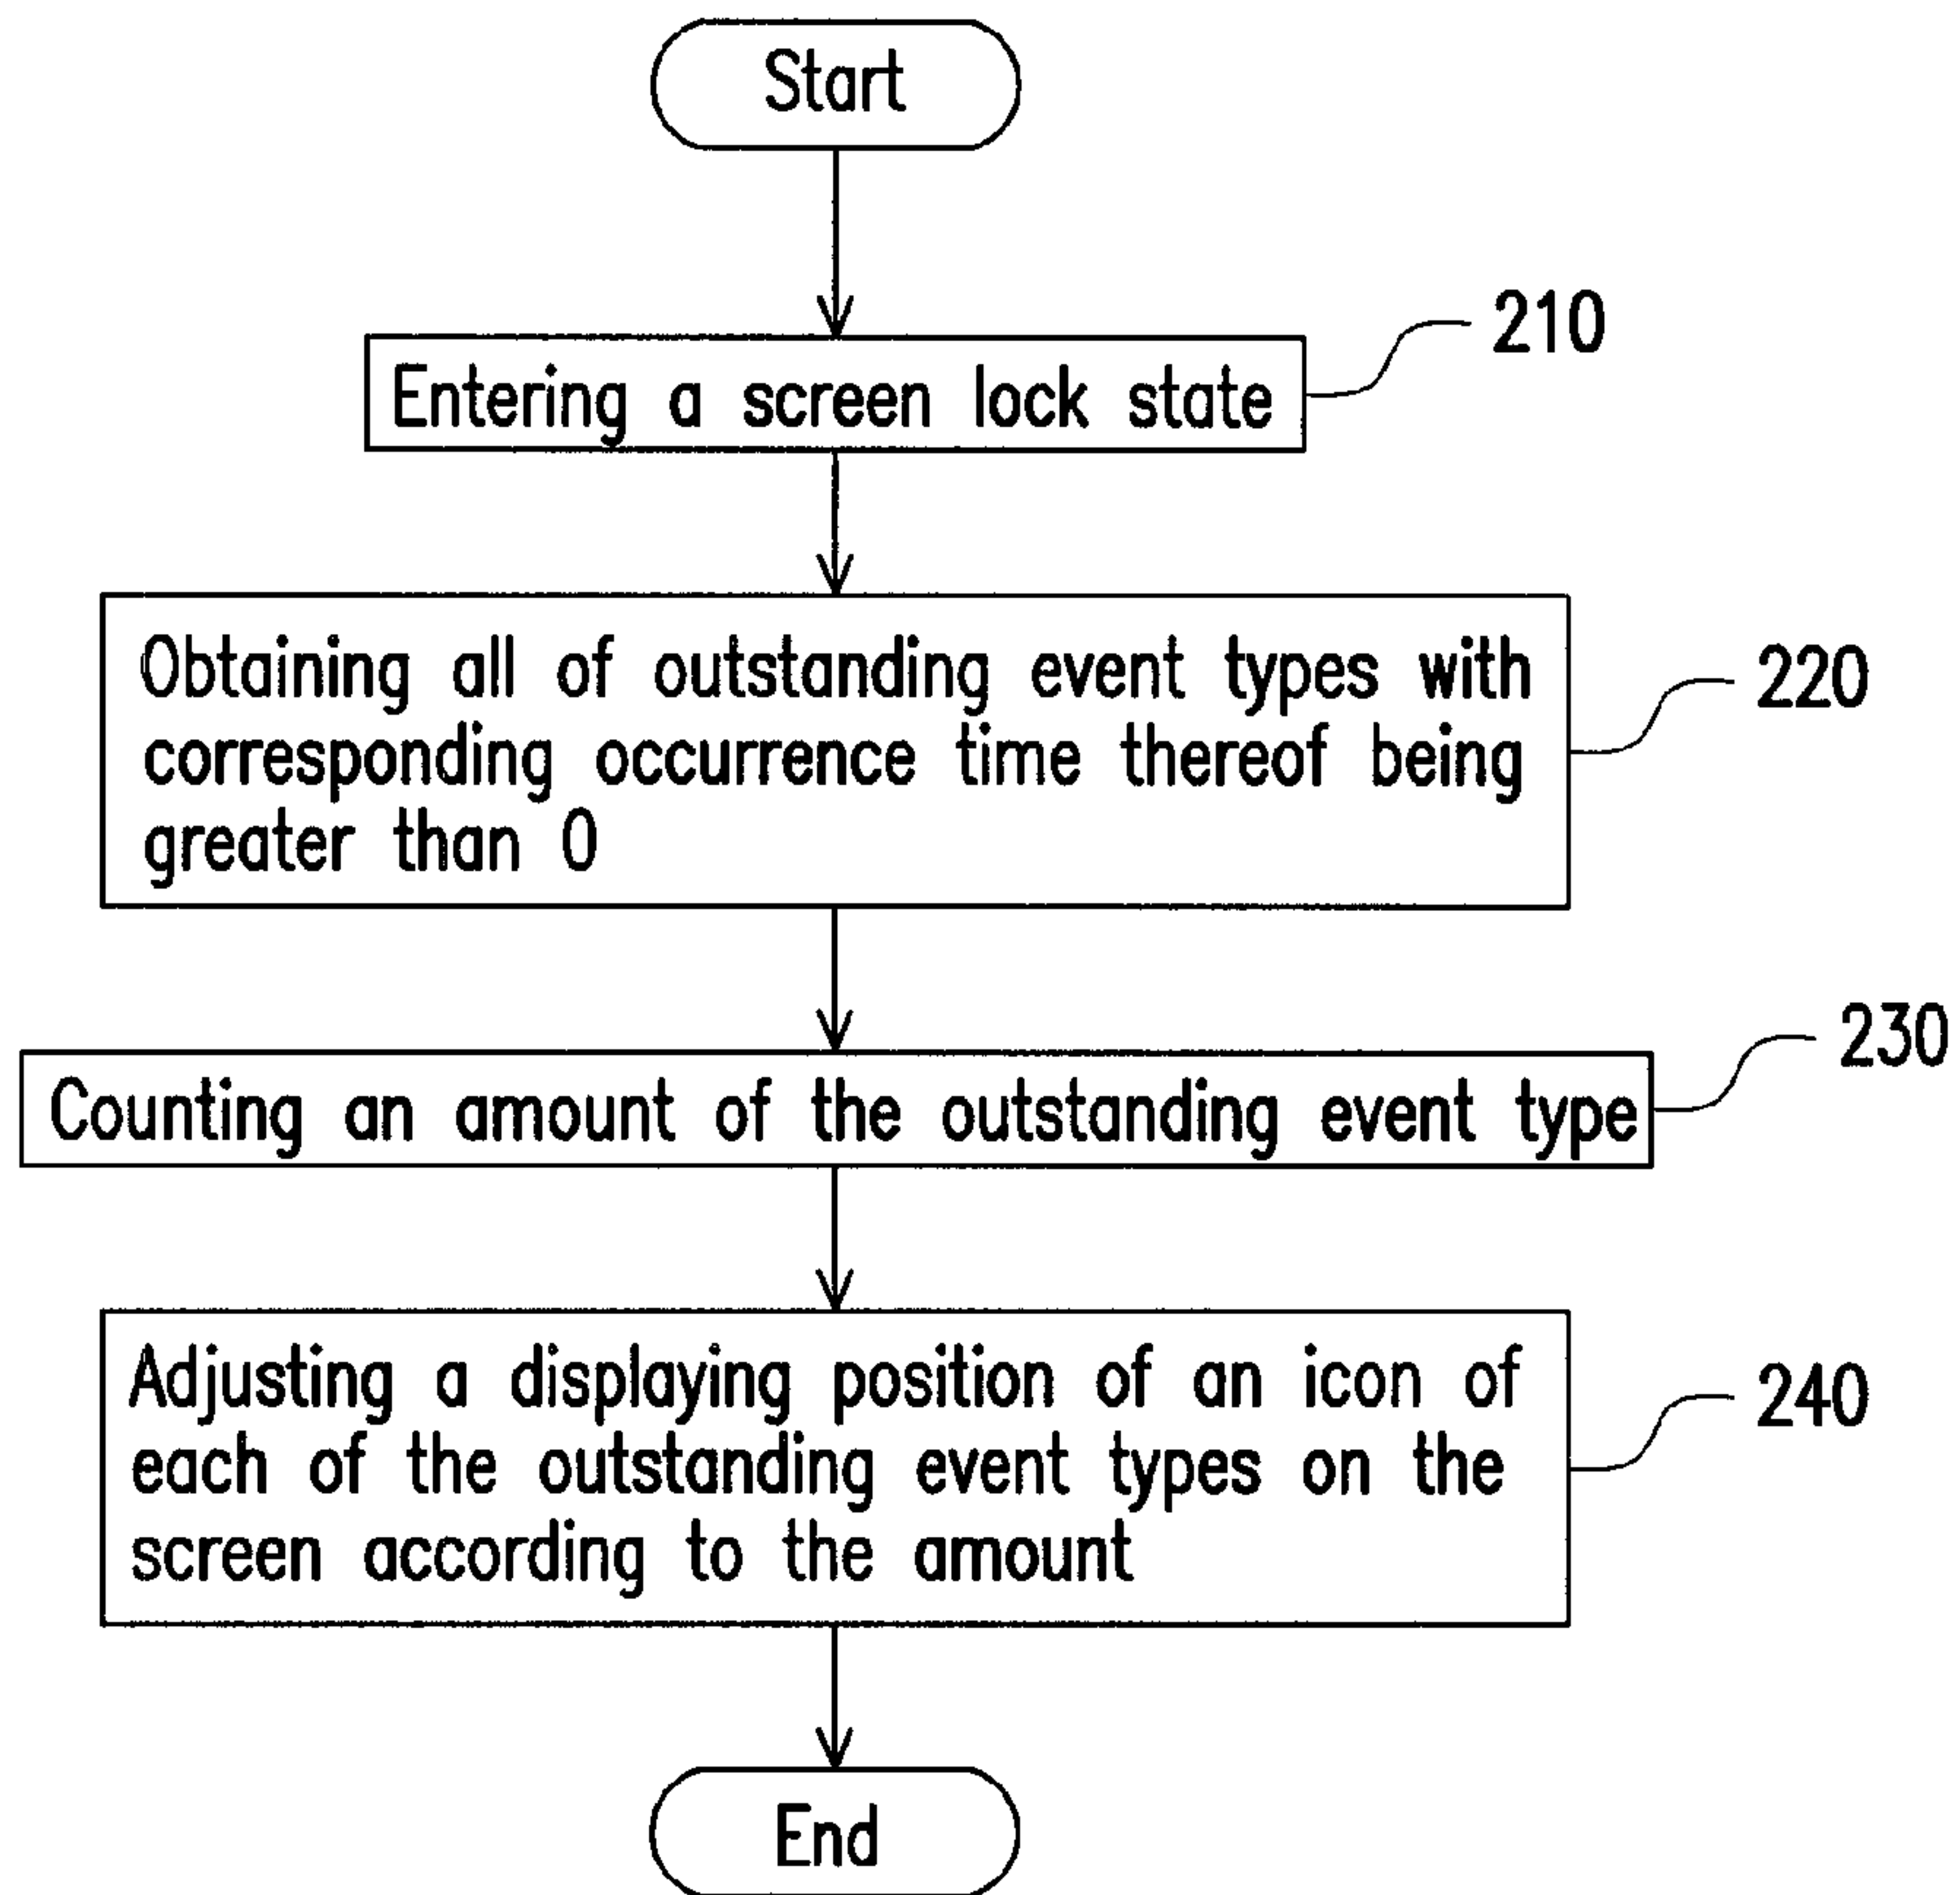 Start
210
Entering a screen lock state
220
Obtaining all of outstanding event types with
corresponding occurrence time thereof being
greater than 0
230
Counting an amount of the outstanding event type
240
Adjusting a displaying position of an icon of
each of the outstanding event types on the
screen according to the amount
End